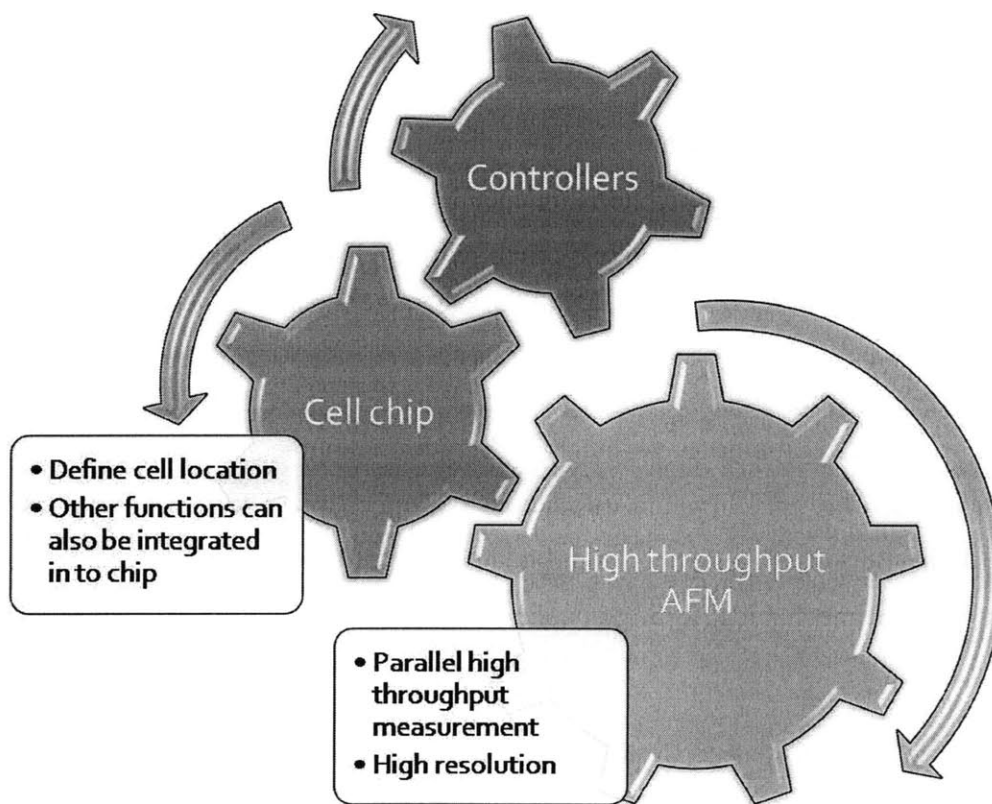 Controllers
Cell chip
• Define cell location
• Other functions can
also be integrated
in to chip
High throughput
AFM
• Parallel high
throughput
measurement
• High resolution